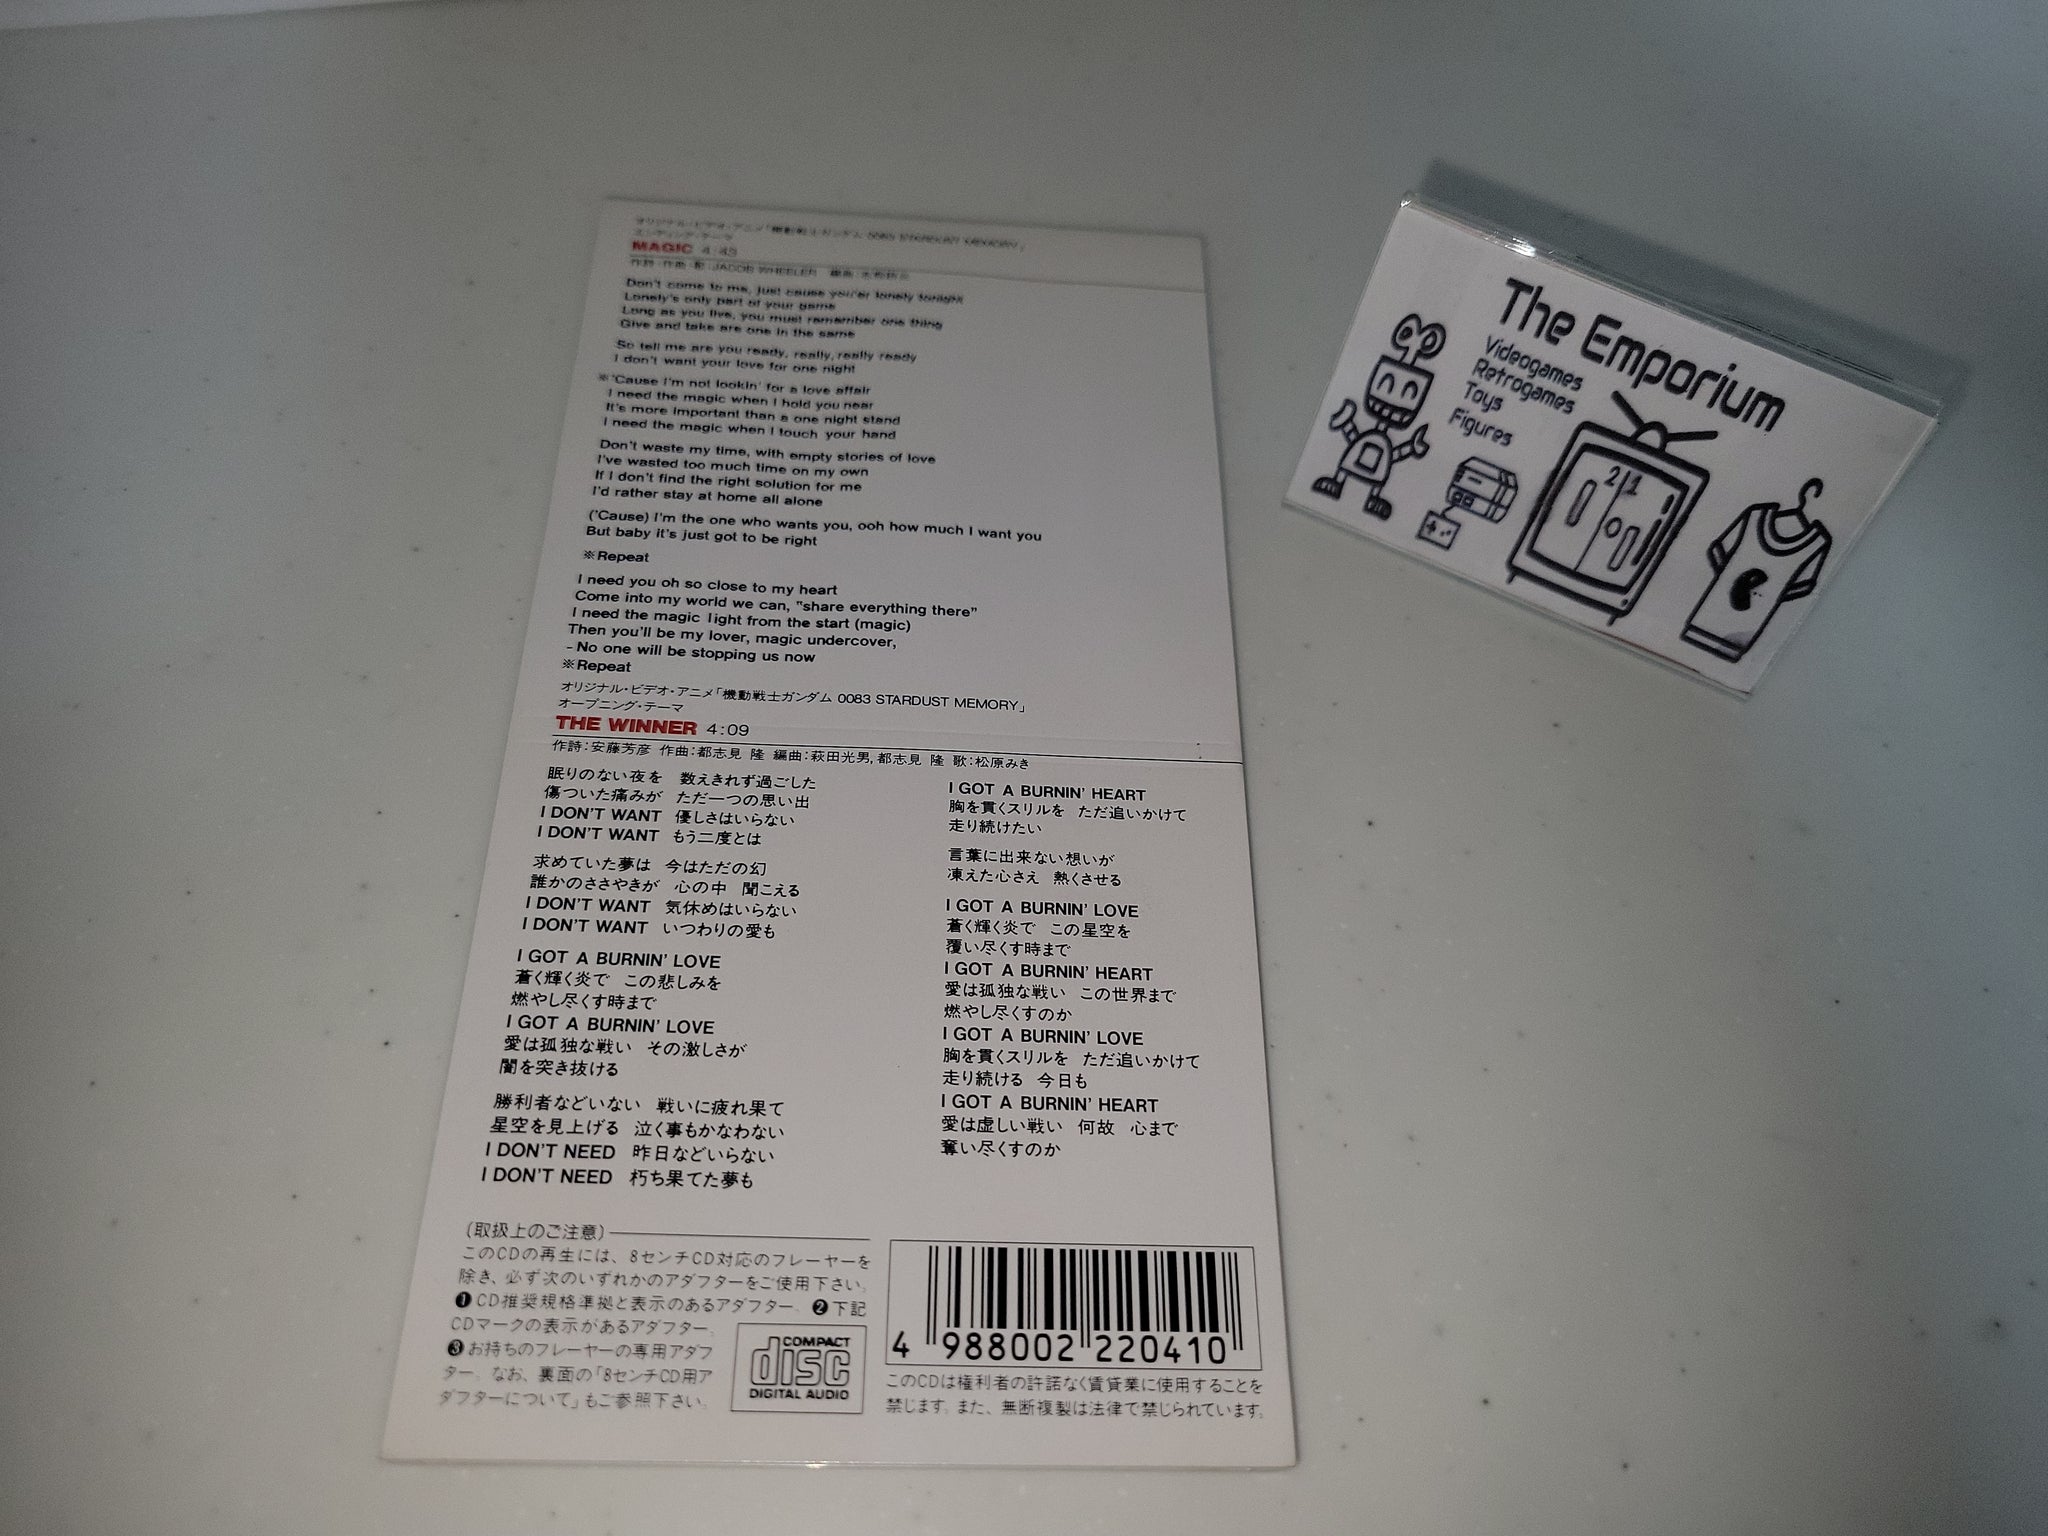 オリジナル・ビデオ・アニメ「機動戦士ガンダム 0083 STARDUST MEMORY」
エンディング・テーマ
MAGIC 4:43
作詩・作曲・歌：JACOB WHEELER 編曲：
Don't come to me, just cause you'er lonely tonight
Lonely's only part of your game
Long as you live, you must remember one thing
Give and take are one in the same
So tell me are you ready, really, really ready
I don't want your love for one night
※'Cause I'm not lookin' for a love affair
I need the magic when I hold you near
It's more important than a one night stand
I need the magic when I touch your hand
Don't waste my time, with empty stories of love
I've wasted too much time on my own
If I don't find the right solution for me
I'd rather stay at home all alone
('Cause) I'm the one who wants you, ooh how much I want you
But baby it's just got to be right
※Repeat
I need you oh so close to my heart
Come into my world we can, "share everything there"
I need the magic light from the start (magic)
Then you'll be my lover, magic undercover,
- No one will be stopping us now
※Repeat
オリジナル・ビデオ・アニメ「機動戦士ガンダム 0083 STARDUST MEMORY」
オープニング・テーマ
THE WINNER 4:09
作詩：安藤芳彦 作曲：都志見 隆 編曲：萩田光男, 都志見 隆 歌：松原みき
眠りのない夜を 数えきれず過ごした
傷ついた痛みが ただ一つの思い出
I DON'T WANT 優しさはいらない
I DON'T WANT もう二度とは
求めていた夢は 今はただの幻
誰かのささやきが 心の中 聞こえる
I DON'T WANT 気休めはいらない
I DON'T WANT いつわりの愛も
I GOT A BURNIN' LOVE
蒼く輝く炎で この悲しみを
燃やし尽くす時まで
I GOT A BURNIN' LOVE
愛は孤独な戦い その激しさが
闇を突き抜ける
勝利者などいない 戦いに疲れ果て
星空を見上げる 泣く事もかなわない
I DON'T NEED 昨日などいらない
I DON'T NEED 朽ち果てた夢も
I GOT A BURNIN' HEART
胸を貫くスリルを ただ追いかけて
走り続けたい
言葉に出来ない想いが
凍えた心さえ 熱くさせる
I GOT A BURNIN' LOVE
蒼く輝く炎で この星空を
覆い尽くす時まで
I GOT A BURNIN' HEART
愛は孤独な戦い この世界まで
燃やし尽くすのか
I GOT A BURNIN' LOVE
胸を貫くスリルを ただ追いかけて
走り続ける 今日も
I GOT A BURNIN' HEART
愛は虚しい戦い 何故 心まで
奪い尽くすのか
〔取扱上のご注意〕
このCDの再生には、8センチCD対応のプレーヤーを
除き、必ず次のいずれかのアダプターをご使用下さい。
❶CD推奨規格準拠と表示のあるアダプター。❷下記
CDマークの表示があるアダプター。
❸お持ちのプレーヤーの専用アダプ
ター。なお、裏面の「8センチCD用ア
ダプターについて」もご参照下さい。
COMPACT
disc
DIGITAL AUDIO
4 988002 220410
このCDは権利者の許諾なく賃貸業に使用することを
禁じます。また、無断複製は法律で禁じられています。
The Emporium
Videogames
Retrogames
Toys
Figures
21